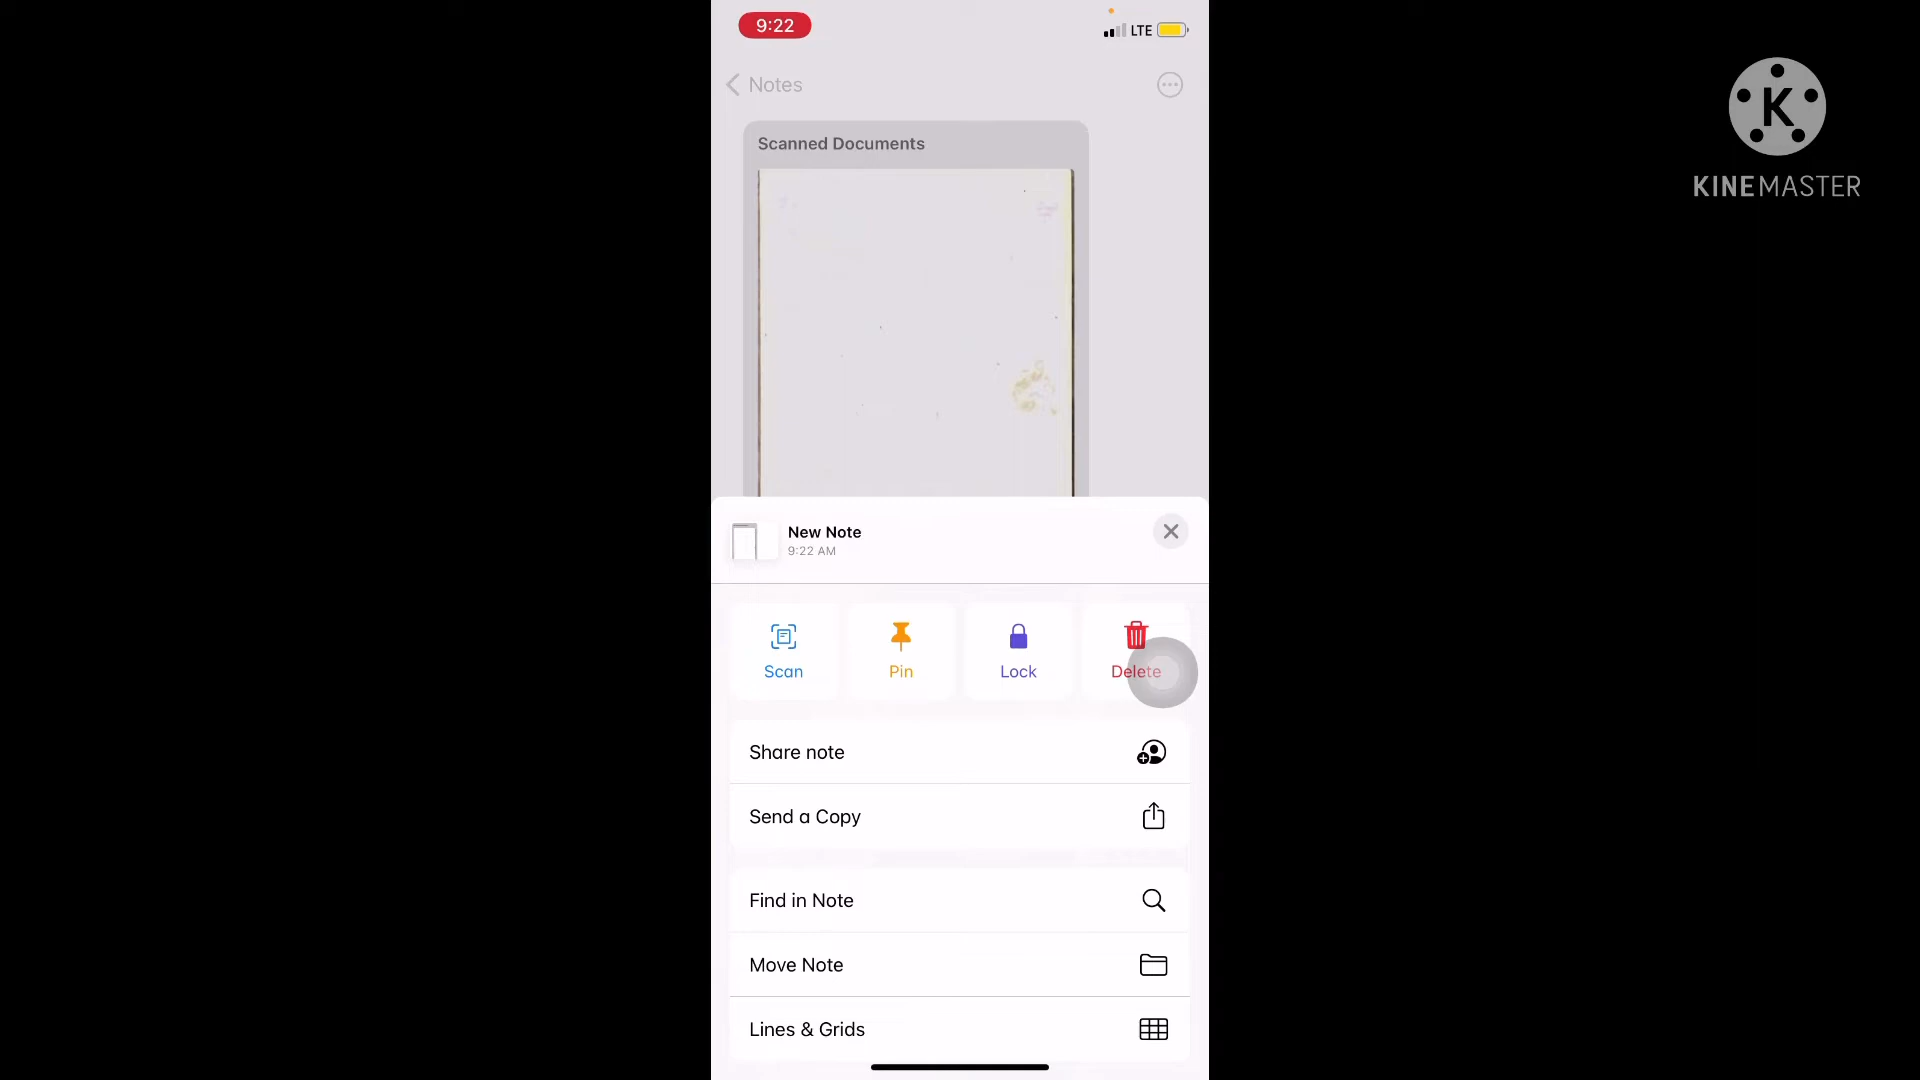 9:22
LTE
Notes
Scanned Documents
K
KINEMASTER
New Note
9:22 AM
Scan
Pin
Lock
Delete
Share note
Send a Copy
Find in Note
Move Note
Lines & Grids